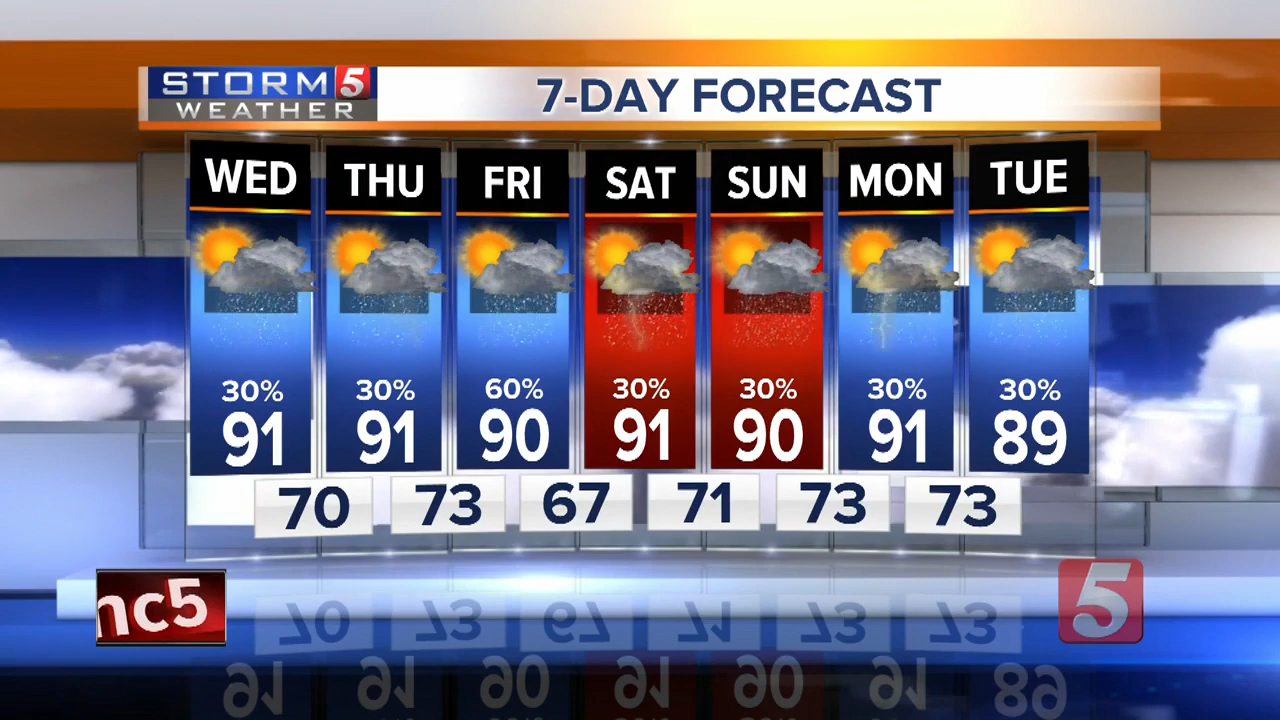 STORM 5
WEATHER
7-DAY FORECAST
WED THU FRI SAT SUN MON TUE
30% 30% 60% 30% 30% 30% 30%
91 91 90 91 90 91 89
70 73 67 71 73 73
nc5
5